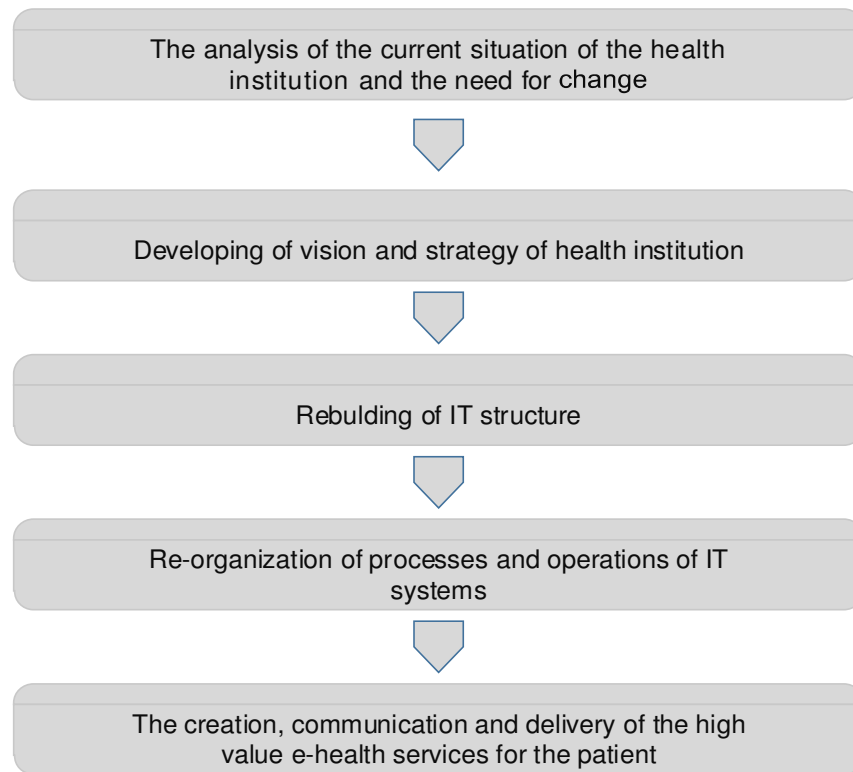 The analysis of the current situation of the health
institution and the need for change
Developing of vision and strategy of health institution
Rebulding of IT structure
Re-organization of processes and operations of IT
systems
The creation, communication and delivery of the high
value e-health services for the patient